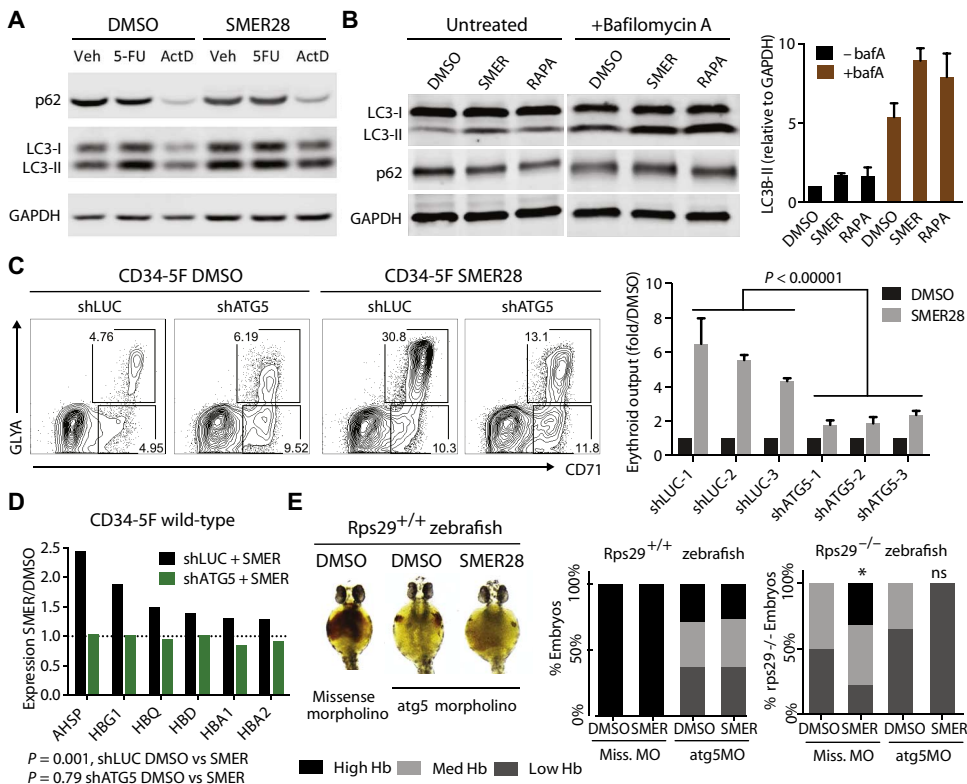 A
DMSO
SMER28
Veh 5-FU ActD Veh 5FU ActD
p62
LC3-I
LC3-II
GAPDH
B
Untreated
+Bafilomycin A
DMSO SMER RAPA DMSO SMER RAPA
LC3-I
LC3-II
p62
GAPDH
LC3B-II (relative to GAPDH)
10
5
0
– bafA
+bafA
DMSO SMER RAPA DMSO SMER RAPA
C
CD34-5F DMSO
CD34-5F SMER28
shLUC shATG5 shLUC shATG5
4.76 6.19 30.8 13.1
4.95 9.52 10.3 11.8
GLYA
CD71
Erythroid output (fold/DMSO)
10
8
6
4
2
0
P < 0.00001
DMSO
SMER28
shLUC-1 shLUC-2 shLUC-3 shATG5-1 shATG5-2 shATG5-3
D
CD34-5F wild-type
Expression SMER/DMSO
2.5
2.0
1.5
1.0
0.5
0.0
shLUC + SMER
shATG5 + SMER
AHSP HBG1 HBQ HBD HBA1 HBA2
P = 0.001, shLUC DMSO vs SMER
P = 0.79 shATG5 DMSO vs SMER
E
Rps29+/+ zebrafish
DMSO DMSO SMER28
Missense morpholino
atg5 morpholino
Rps29+/+ zebrafish
% Embryos
100%
50%
0%
DMSO SMER DMSO SMER
Miss. MO atg5MO
Rps29−/− zebrafish
% rps29 -/- Embryos
100%
50%
0%
* ns
DMSO SMER DMSO SMER
Miss. MO atg5MO
High Hb Med Hb Low Hb